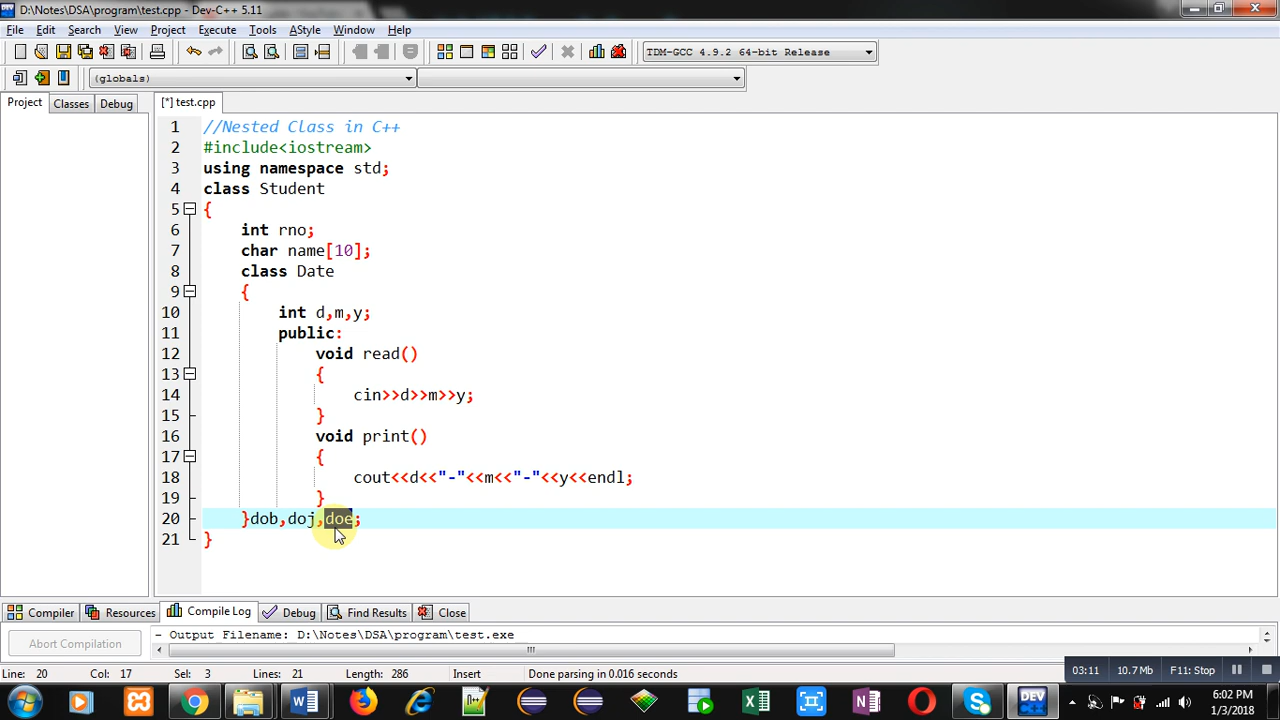 D:\Notes\DSA\program\test.cpp - Dev-C++ 5.11
File Edit Search View Project Execute Tools AStyle Window Help
TDM-GCC 4.9.2 64-bit Release
(globals)
Project Classes Debug [*] test.cpp
1 //Nested Class in C++
2 #include<iostream>
3 using namespace std;
4 class Student
5 {
6 int rno;
7 char name[10];
8 class Date
9 {
10 int d,m,y;
11 public:
12 void read()
13 {
14 cin>>d>>m>>y;
15 }
16 void print()
17 {
18 cout<<d<<"-"<<m<<"-"<<y<<endl;
19 }
20 }dob,doj,doe;
21 }
Compiler Resources Compile Log Debug Find Results Close
Abort Compilation
- Output Filename: D:\Notes\DSA\program\test.exe
Line: 20 Col: 17 Sel: 3 Lines: 21 Length: 286 Insert Done parsing in 0.016 seconds
03:11 10.7 Mb F11: Stop
DEV
6:02 PM
1/3/2018